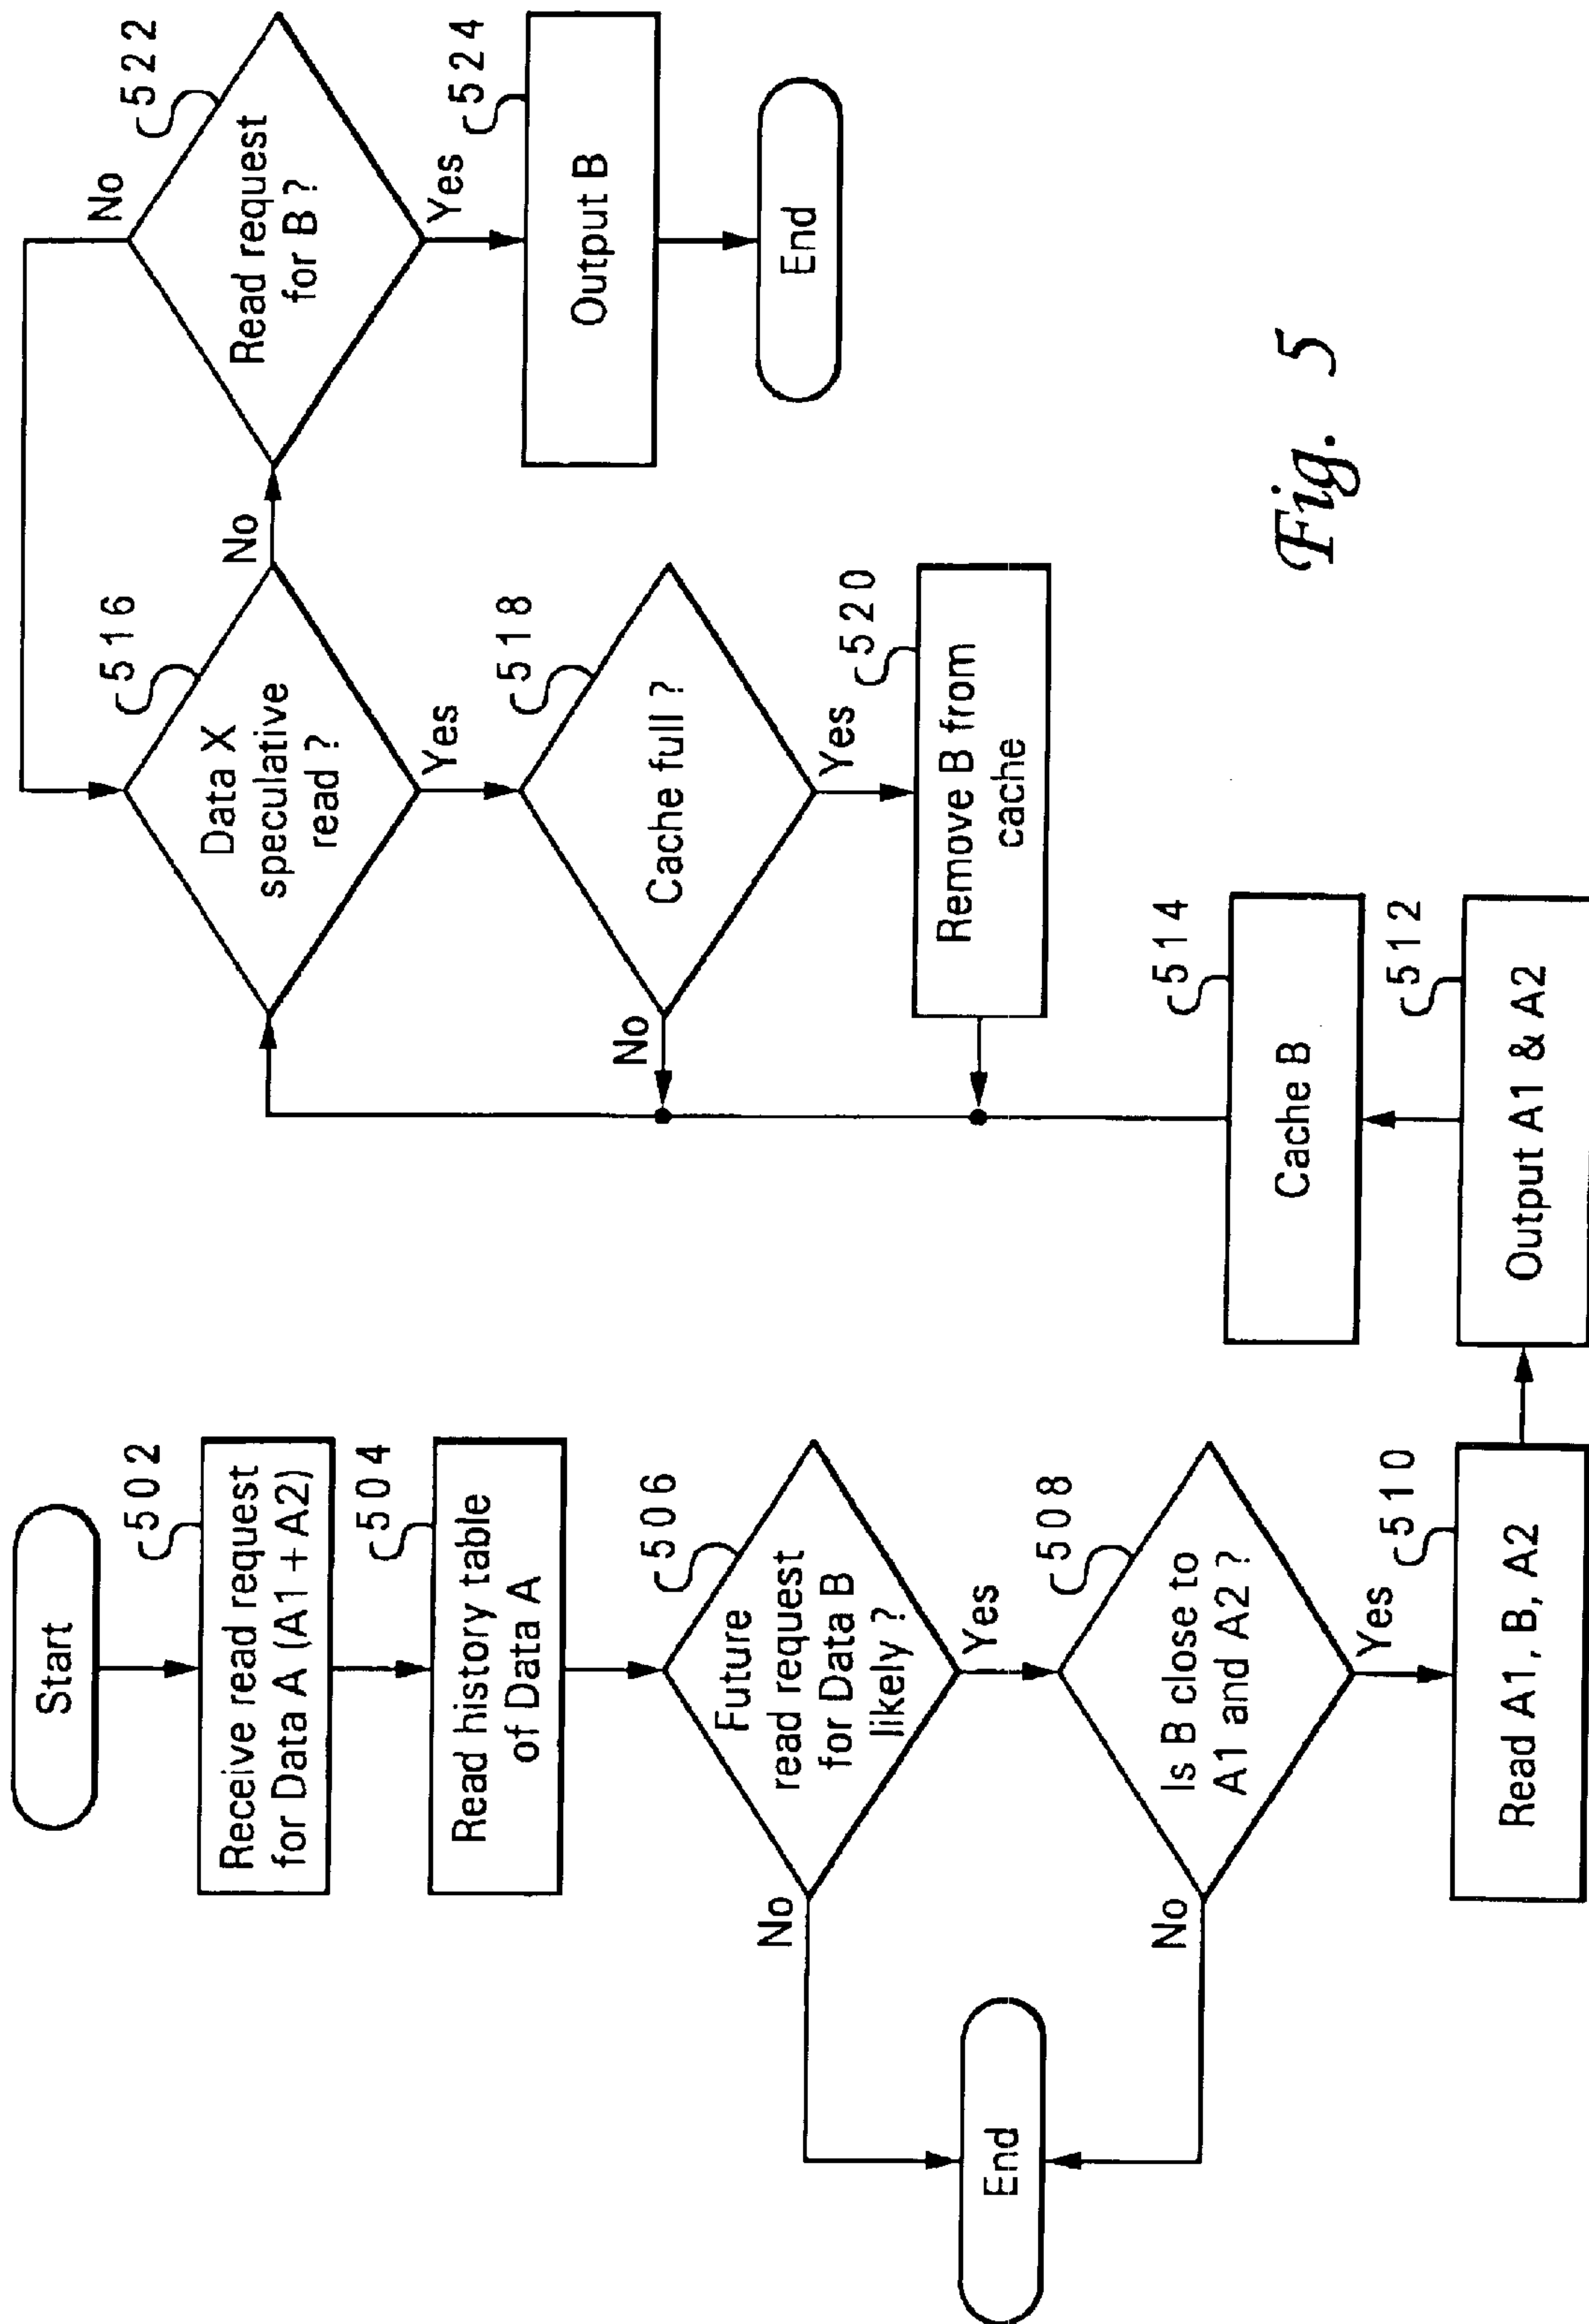 Start
502
Receive read request
for Data A (A1 + A2)
504
Read history table
of Data A
506
Future
read request
for Data B
likely ?
No
Yes
508
Is B close to
A1 and A2 ?
No
Yes
End
510
Read A1, B, A2
512
Output A1 & A2
514
Cache B
516
Data X
speculative
read ?
No
Yes
518
Cache full ?
No
Yes
520
Remove B from
cache
522
Read request
for B ?
No
Yes
524
Output B
End
Fig. 5